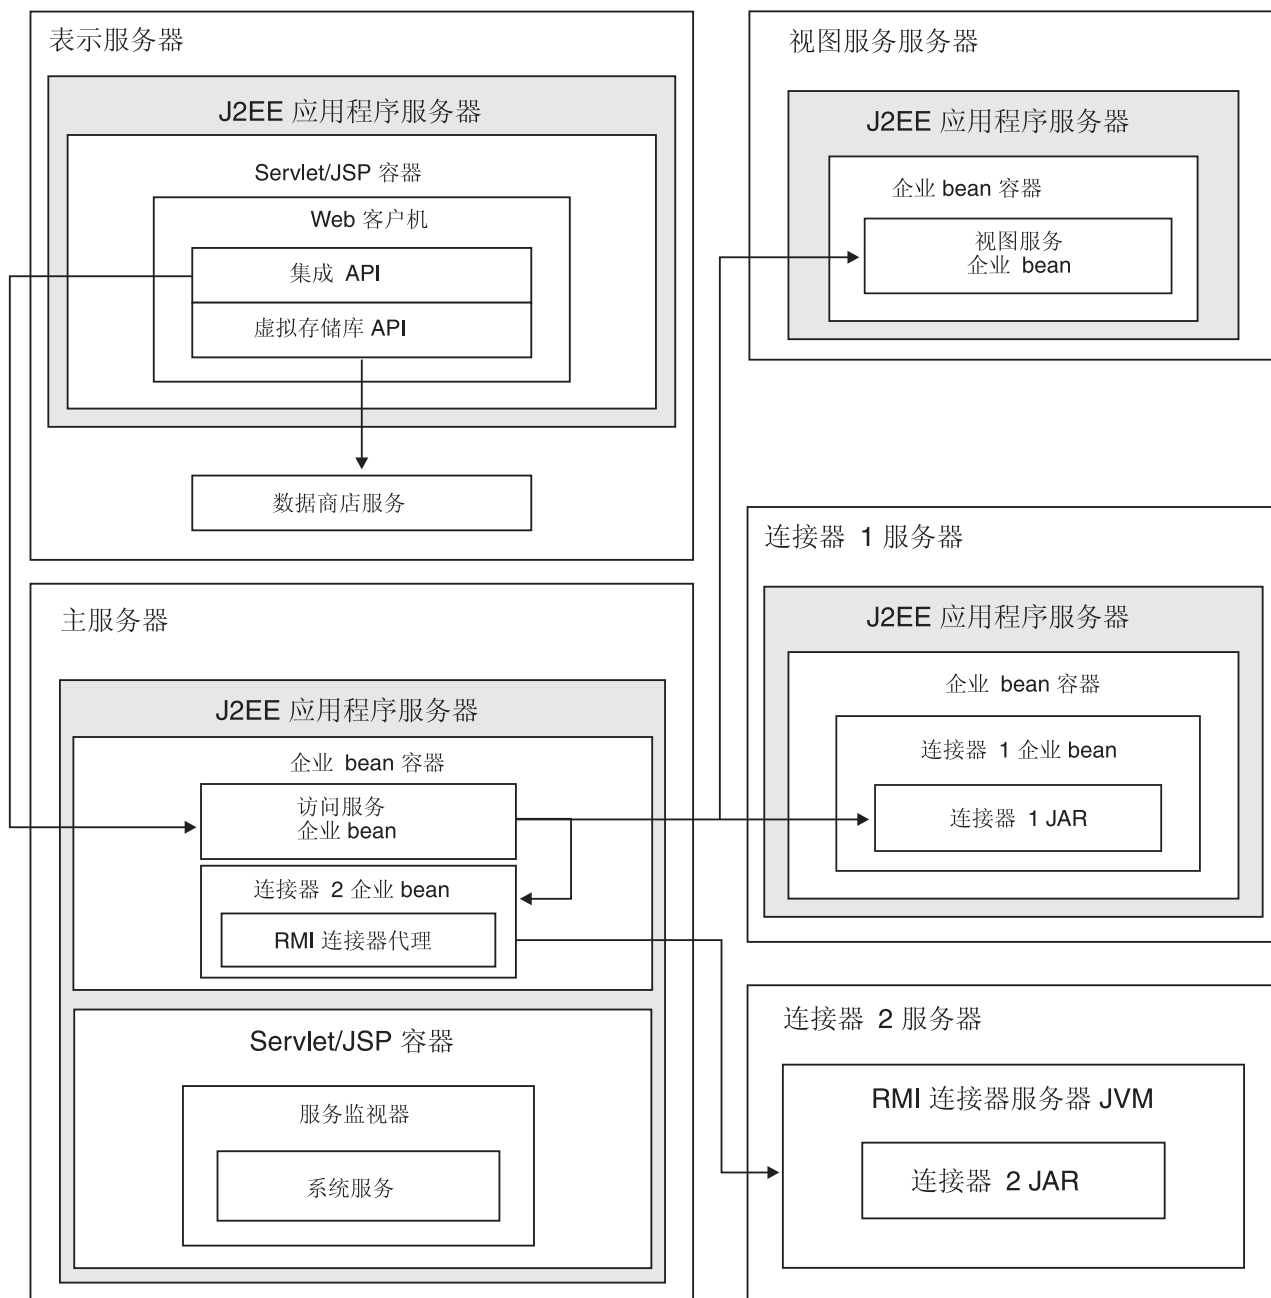 表示服务器
J2EE 应用程序服务器
Servlet/JSP 容器
Web 客户机
集成 API
虚拟存储库 API
数据商店服务
主服务器
J2EE 应用程序服务器
企业 bean 容器
访问服务
企业 bean
连接器 2 企业 bean
RMI 连接器代理
Servlet/JSP 容器
服务监视器
系统服务
视图服务服务器
J2EE 应用程序服务器
企业 bean 容器
视图服务
企业 bean
连接器 1 服务器
J2EE 应用程序服务器
企业 bean 容器
连接器 1 企业 bean
连接器 1 JAR
连接器 2 服务器
RMI 连接器服务器 JVM
连接器 2 JAR